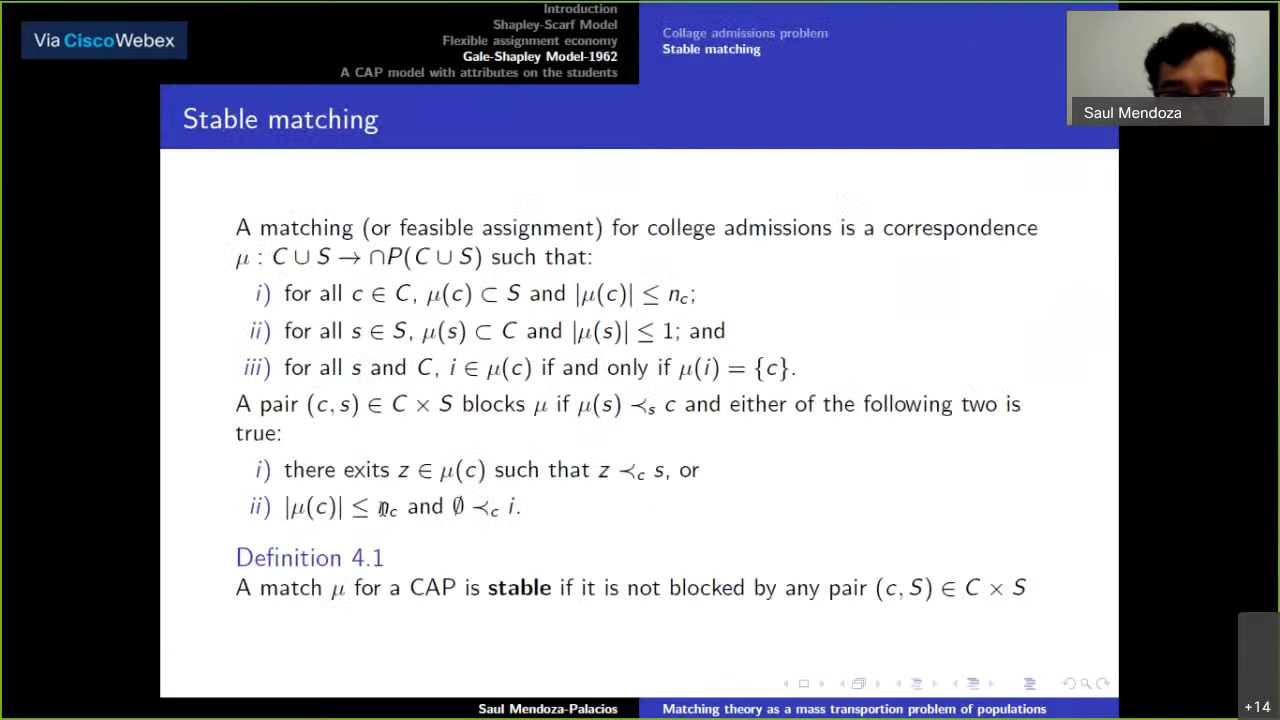 Via Cisco Webex
Introduction
Shapley-Scarf Model
Flexible assignment economy
Gale-Shapley Model-1962
A CAP model with attributes on the students
Collage admissions problem
Stable matching
Saul Mendoza
Stable matching
A matching (or feasible assignment) for college admissions is a correspondence
μ : C ∪ S → ∩P(C ∪ S) such that:
i) for all c ∈ C, μ(c) ⊂ S and |μ(c)| ≤ n_c;
ii) for all s ∈ S, μ(s) ⊂ C and |μ(s)| ≤ 1; and
iii) for all s and C, i ∈ μ(c) if and only if μ(i) = {c}.
A pair (c, s) ∈ C × S blocks μ if μ(s) ≺_s c and either of the following two is
true:
i) there exits z ∈ μ(c) such that z ≺_c s, or
ii) |μ(c)| ≤ n_c and ∅ ≺_c i.
Definition 4.1
A match μ for a CAP is stable if it is not blocked by any pair (c, S) ∈ C × S
Saul Mendoza-Palacios
Matching theory as a mass transportion problem of populations
+14